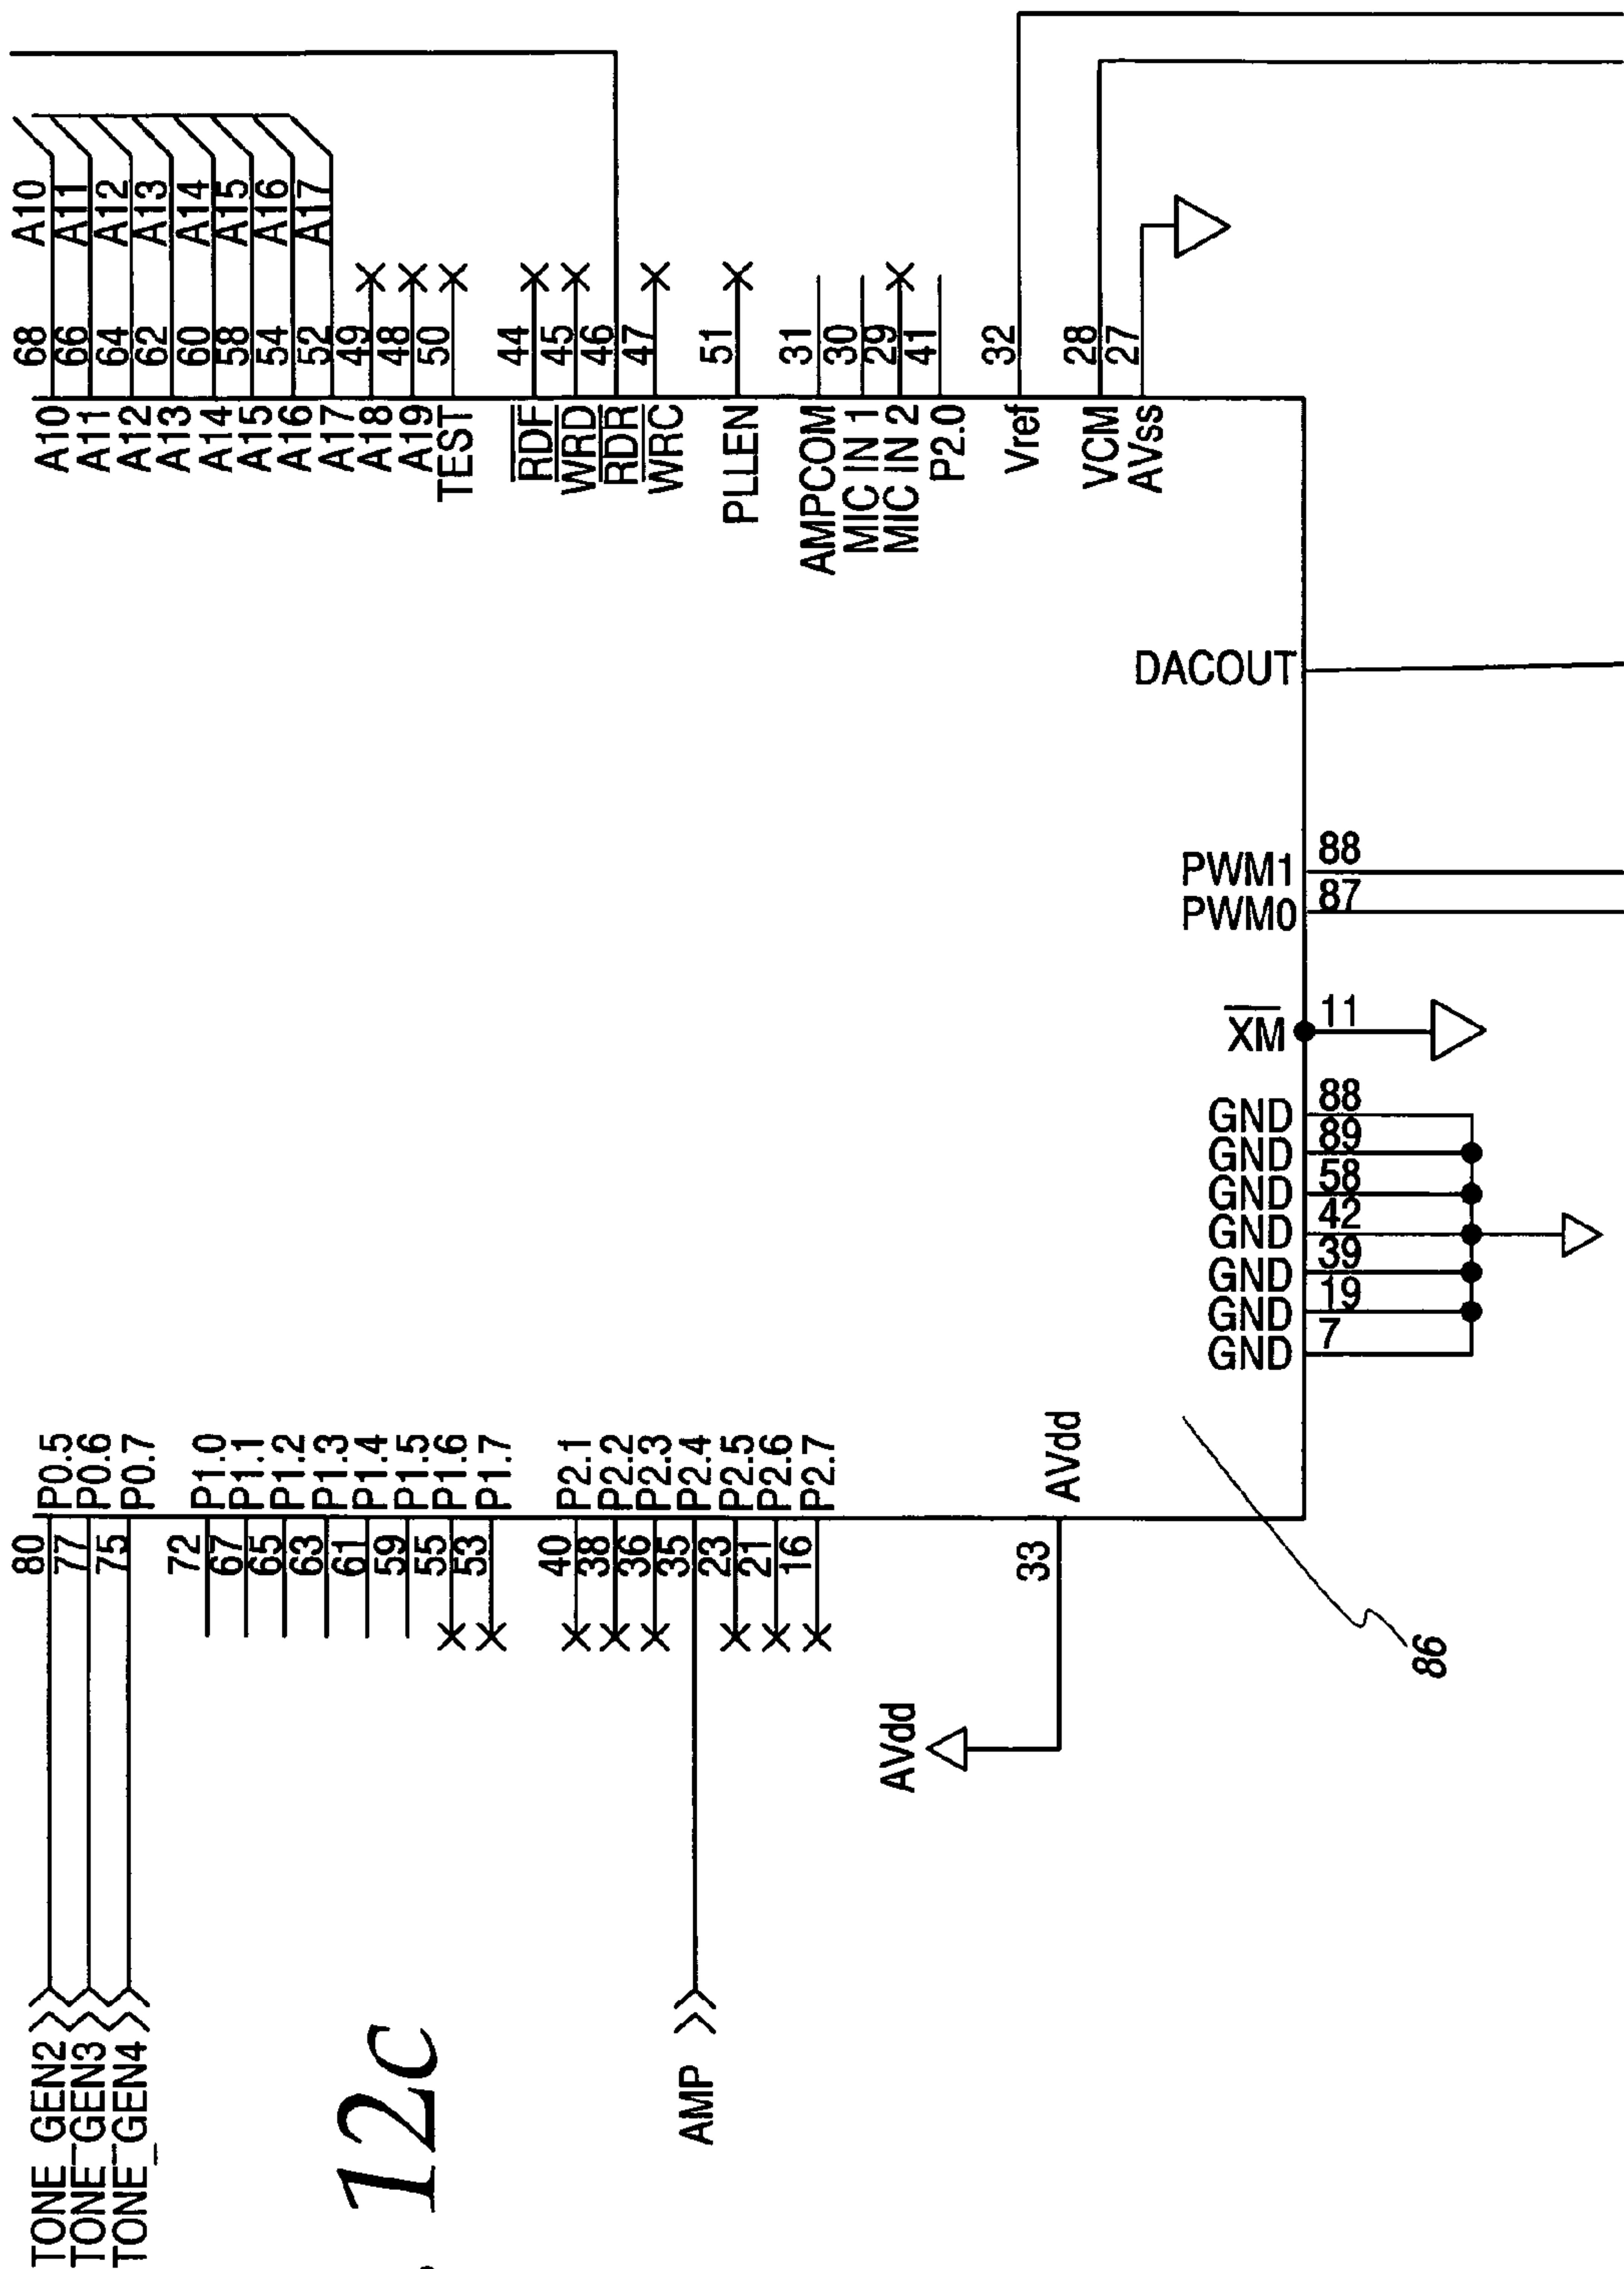 TONE_GEN2 80 P0.5
TONE_GEN3 77 P0.6
TONE_GEN4 75 P0.7
72 P1.0
67 P1.1
65 P1.2
63 P1.3
61 P1.4
59 P1.5
55 P1.6
53 P1.7
12c
40 P2.1
38 P2.2
36 P2.3
AMP 35 P2.4
23 P2.5
21 P2.6
16 P2.7
AVdd
33 AVdd
A10 68 A10
A11 66 A11
A12 64 A12
A13 62 A13
A14 60 A14
A15 58 A15
A16 54 A16
A17 52 A17
A18 49
A19 48
TEST 50
RDF 44
WRD 45
RDR 46
WRC 47
PLLEN 51
AMPCOM 31
MIC IN 1 30
MIC IN 2 29
P2.0 41
Vref 32
VCM 28
AVss 27
GND 7
GND 19
GND 39
GND 42
GND 58
GND 89
GND 88
XM 11
PWM0 87
PWM1 88
DACOUT
86